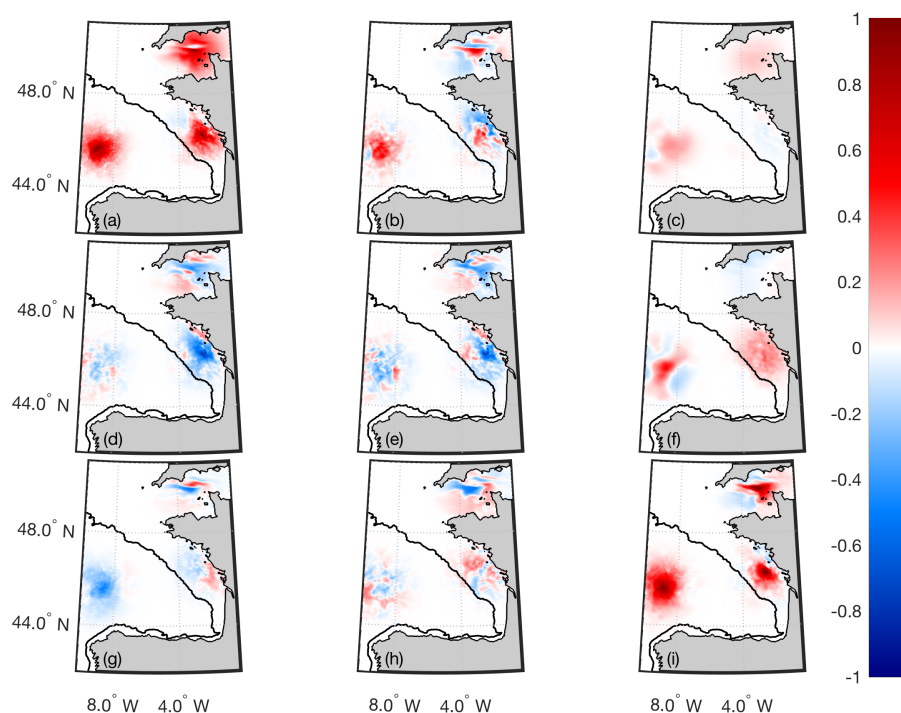 1
0.8
0.6
0.4
0.2
0
-0.2
-0.4
-0.6
-0.8
-1
48.0° N
44.0° N
(a)
(b)
(c)
48.0° N
44.0° N
(d)
(e)
(f)
48.0° N
44.0° N
(g)
(h)
(i)
8.0° W 4.0° W
8.0° W 4.0° W
8.0° W 4.0° W